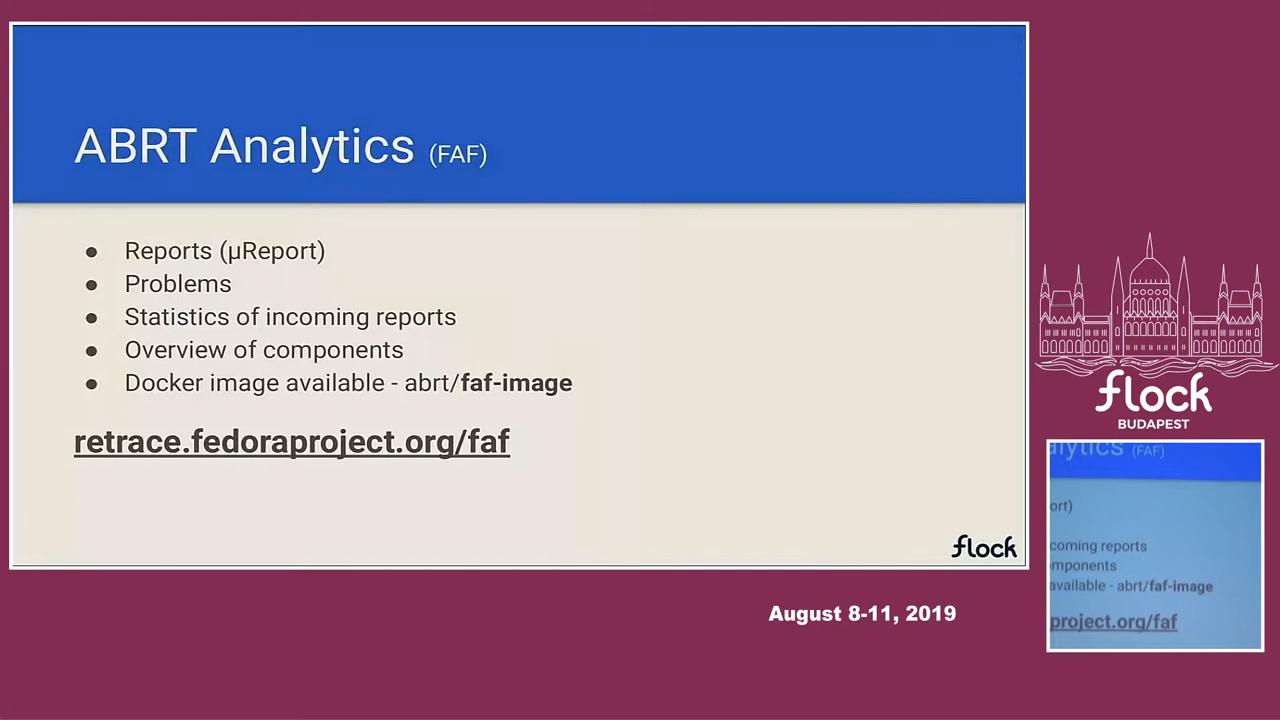 ABRT Analytics (FAF)
● Reports (µReport)
● Problems
● Statistics of incoming reports
● Overview of components
● Docker image available - abrt/faf-image
retrace.fedoraproject.org/faf
flock
flock
BUDAPEST
alytics (FAF)
ort)
coming reports
mponents
available - abrt/faf-image
project.org/faf
August 8-11, 2019